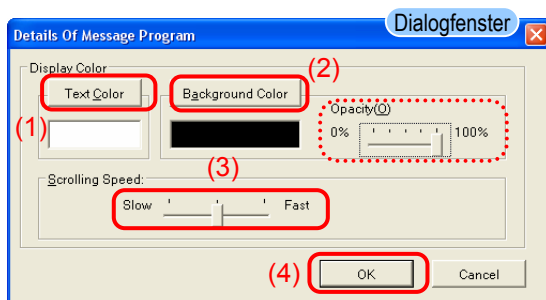 Dialogfenster
Details Of Message Program
Display Color
(2)
Text Color
Background Color
Opacity(O)
(1)
0%
100%
(3)
Scrolling Speed:
Slow
Fast
(4)
OK
Cancel